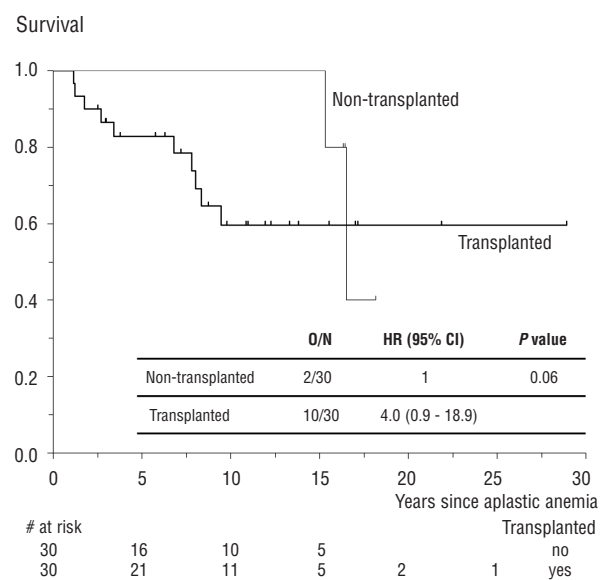 Survival
1.0
Non-transplanted
0.8
0.6
Transplanted
0.4
O/N HR (95% CI) P value
Non-transplanted 2/30 1 0.06
0.2
Transplanted 10/30 4.0 (0.9 - 18.9)
0.0
0 5 10 15 20 25 30
Years since aplastic anemia
# at risk Transplanted
30 16 10 5 no
30 21 11 5 2 1 yes